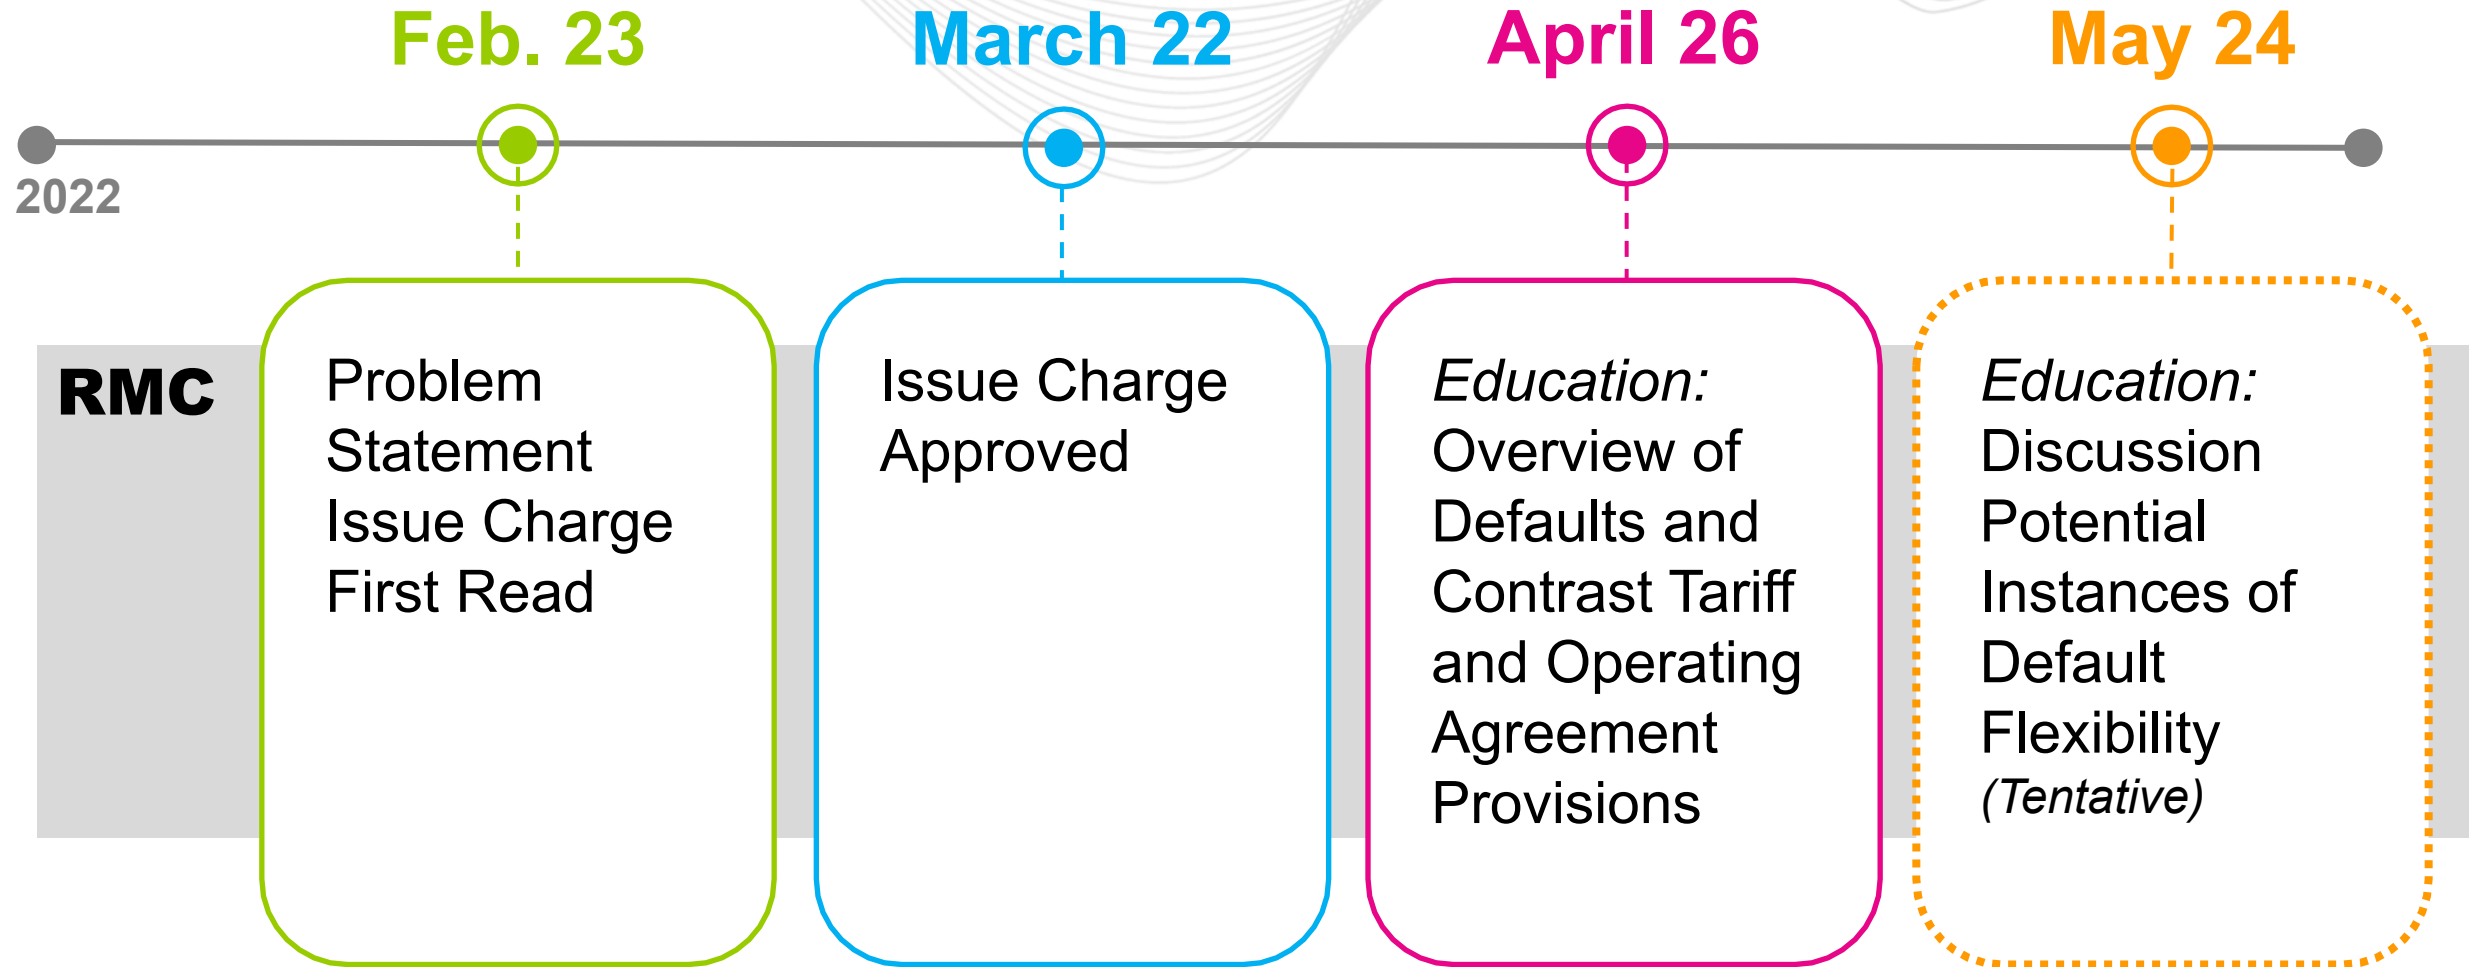 Feb. 23
March 22
April 26
May 24
2022
RMC
Problem
Statement
Issue Charge
First Read
Issue Charge
Approved
Education:
Overview of
Defaults and
Contrast Tariff
and Operating
Agreement
Provisions
Education:
Discussion
Potential
Instances of
Default
Flexibility
(Tentative)